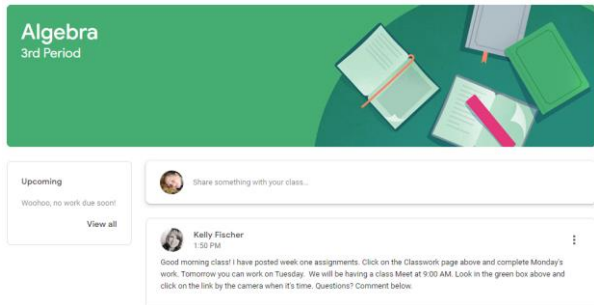 Algebra
3rd Period
Upcoming
Woohoo, no work due soon!
View all
Share something with your class...
Kelly Fischer
1:50 PM
Good morning class! I have posted week one assignments. Click on the Classwork page above and complete Monday's
work. Tomorrow you can work on Tuesday. We will be having a class Meet at 9:00 AM. Look in the green box above and
click on the link by the camera when it's time. Questions? Comment below.